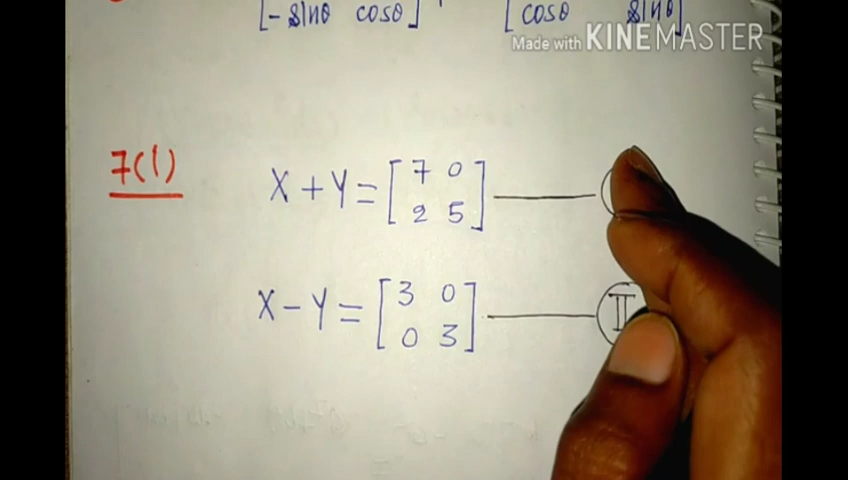 [-sinθ cosθ] [cosθ sinθ]
Made with KINEMASTER
7(1)
X+Y=[7 0
2 5]
X-Y=[3 0
0 3] II